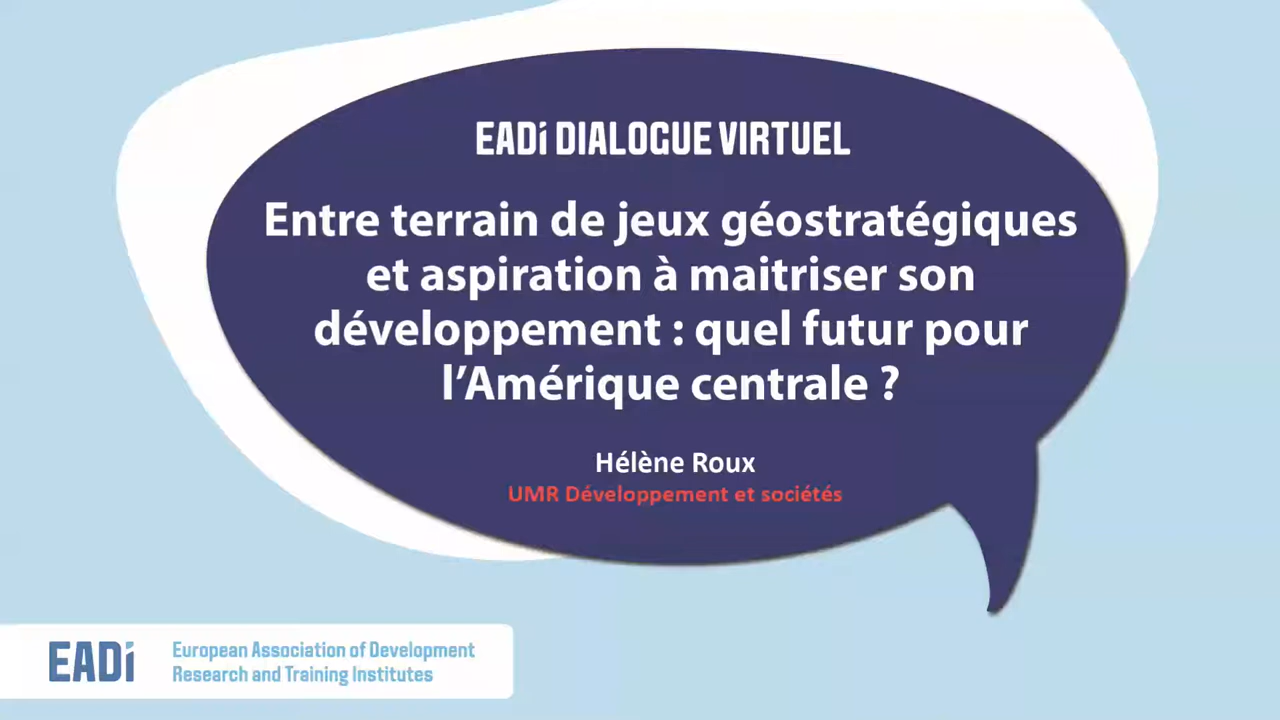 EADi DIALOGUE VIRTUEL
Entre terrain de jeux géostratégiques
et aspiration à maitriser son
développement : quel futur pour
l’Amérique centrale ?
Hélène Roux
UMR Développement et sociétés
EADi
European Association of Development
Research and Training Institutes